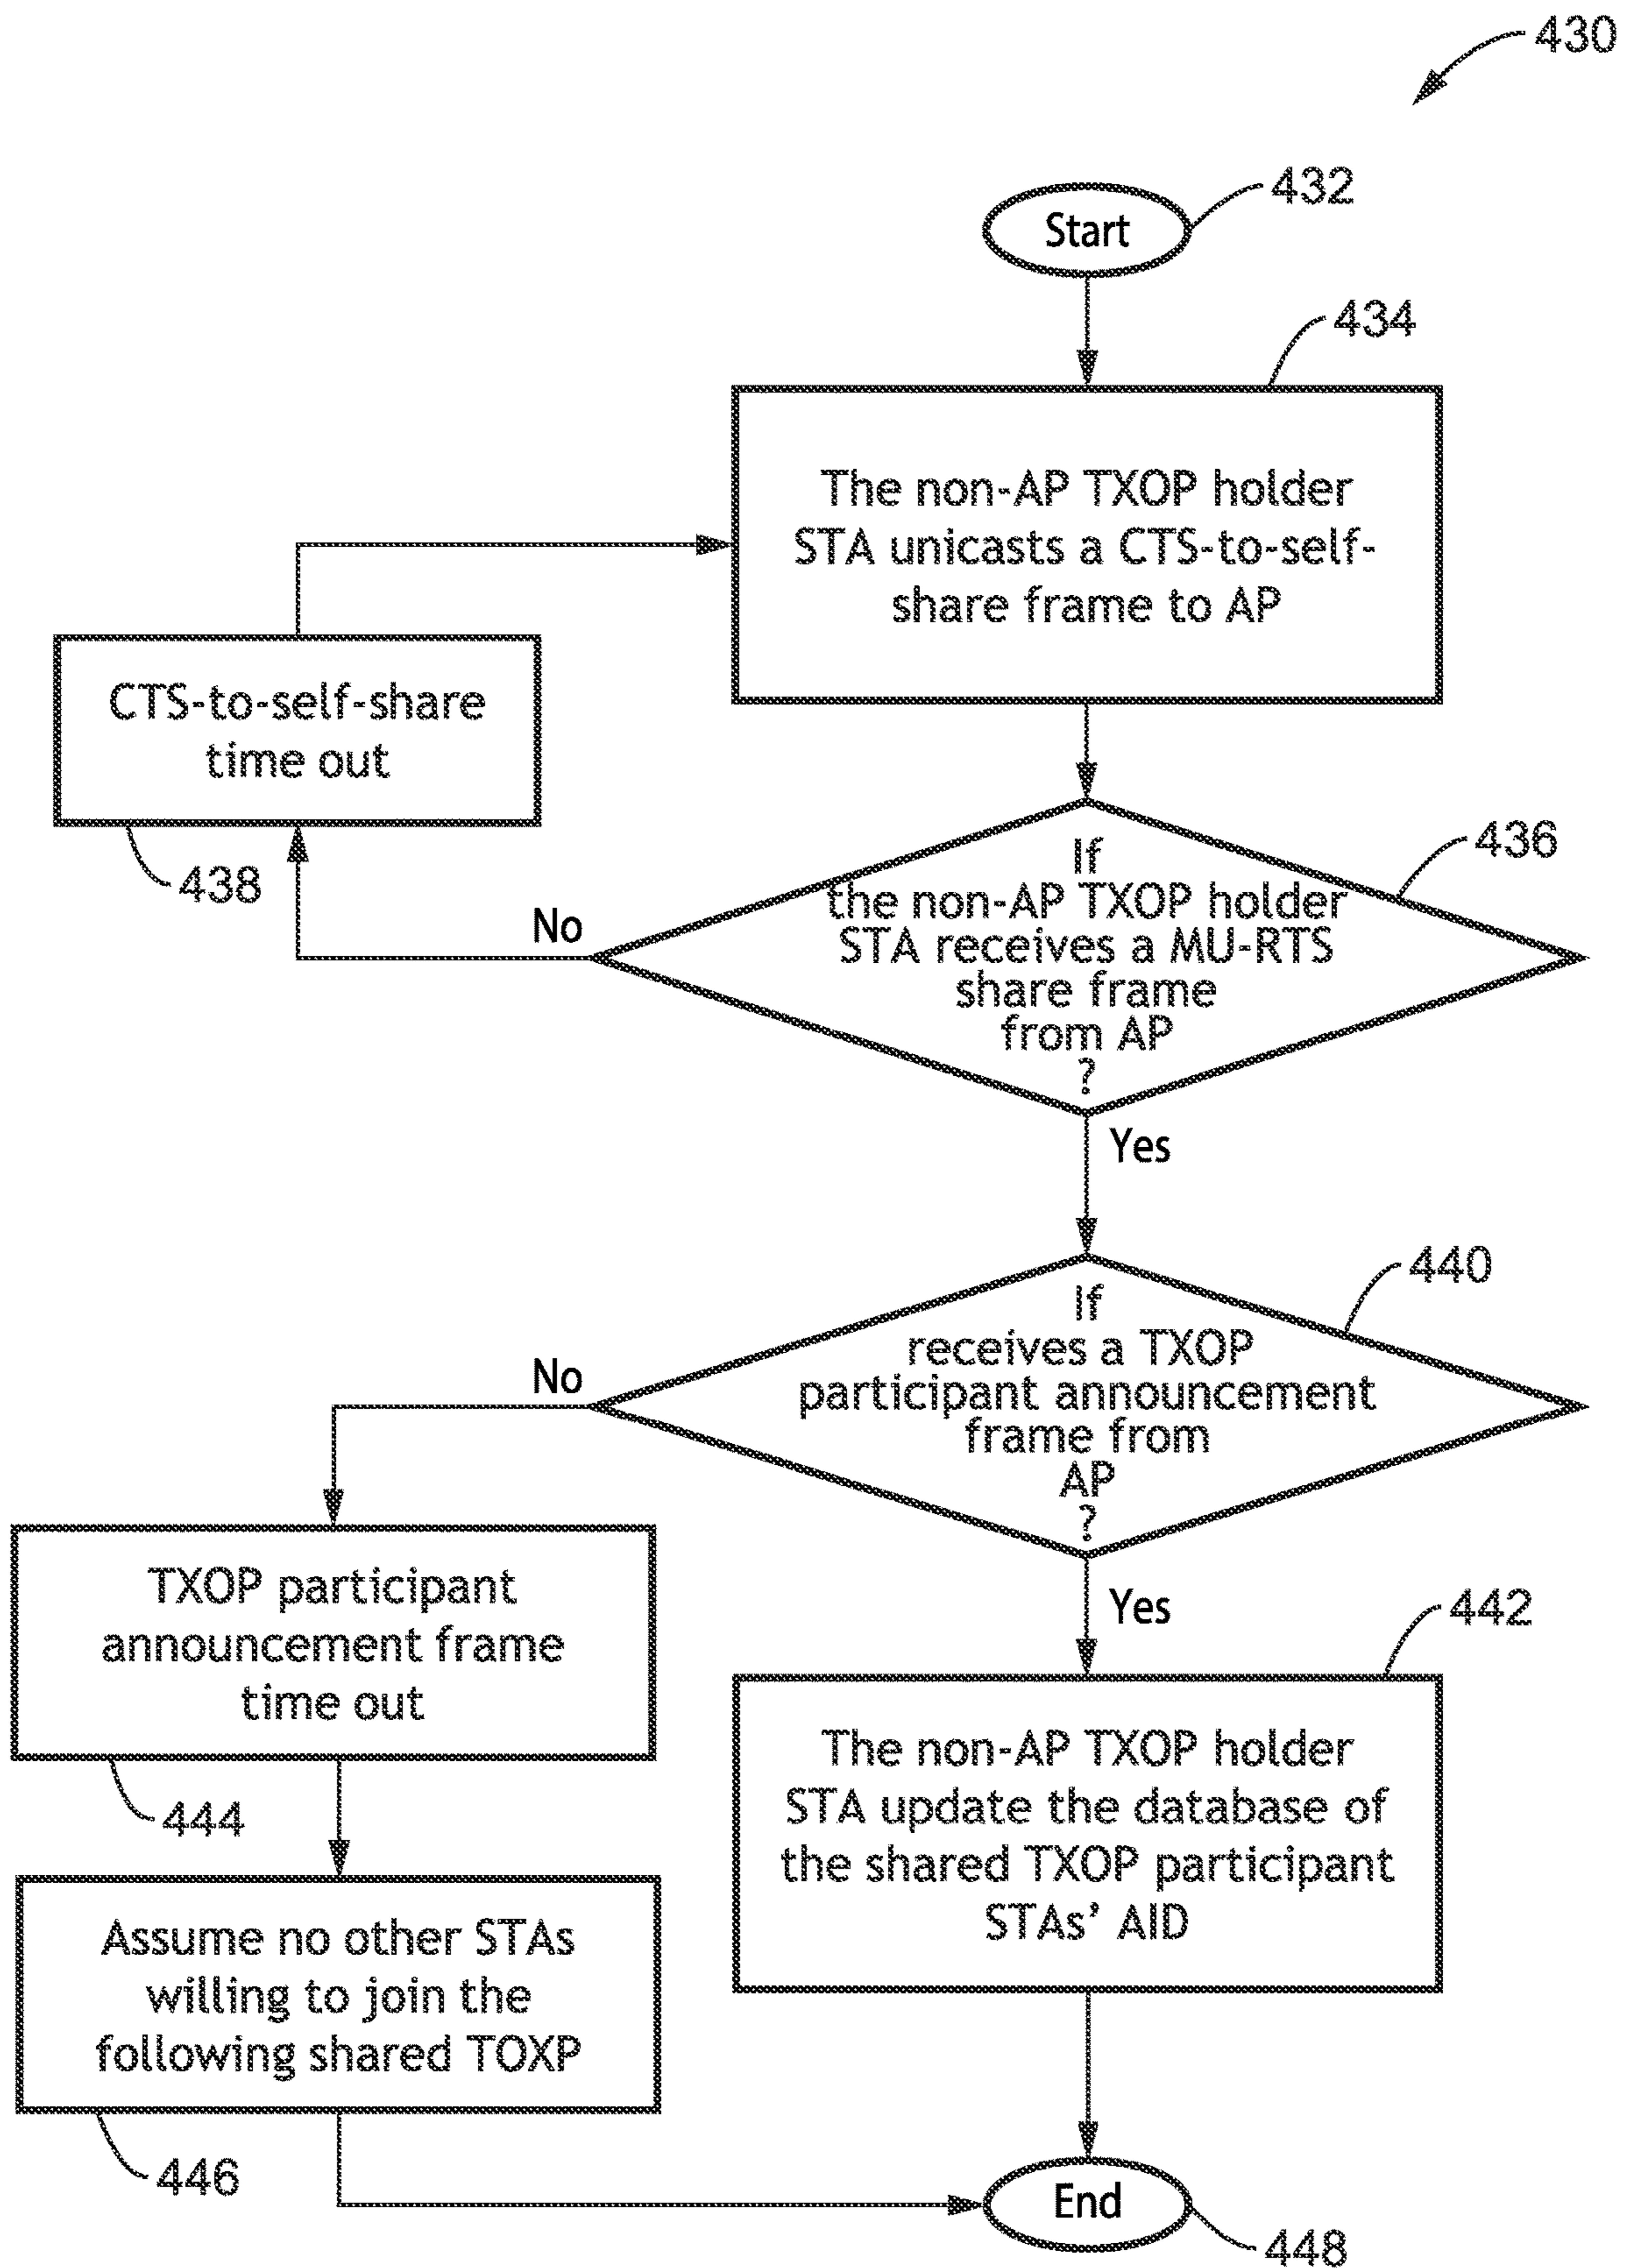 430
432
Start
434
The non-AP TXOP holder
STA unicasts a CTS-to-self-
share frame to AP
CTS-to-self-share
time out
438
436
If
the non-AP TXOP holder
STA receives a MU-RTS
share frame
from AP
?
No
Yes
440
If
receives a TXOP
participant announcement
frame from
AP
?
No
Yes
TXOP participant
announcement frame
time out
444
442
The non-AP TXOP holder
STA update the database of
the shared TXOP participant
STAs’ AID
Assume no other STAs
willing to join the
following shared TOXP
446
End
448